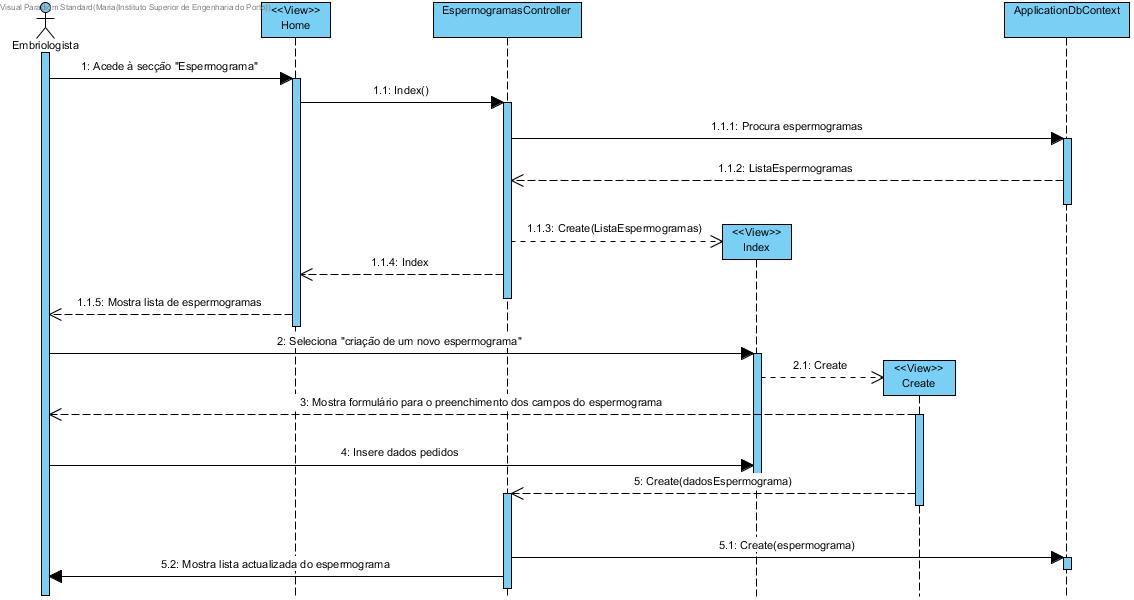 Visual Paradigm Standard(Maria(Instituto Superior de Engenharia do Porto))
Embriologista
<<View>>
Home
EspermogramasController
ApplicationDbContext
1: Acede à secção "Espermograma"
1.1: Index()
1.1.1: Procura espermogramas
1.1.2: ListaEspermogramas
1.1.3: Create(ListaEspermogramas)
<<View>>
Index
1.1.4: Index
1.1.5: Mostra lista de espermogramas
2: Seleciona "criação de um novo espermograma"
2.1: Create
<<View>>
Create
3: Mostra formulário para o preenchimento dos campos do espermograma
4: Insere dados pedidos
5: Create(dadosEspermograma)
5.1: Create(espermograma)
5.2: Mostra lista actualizada do espermograma